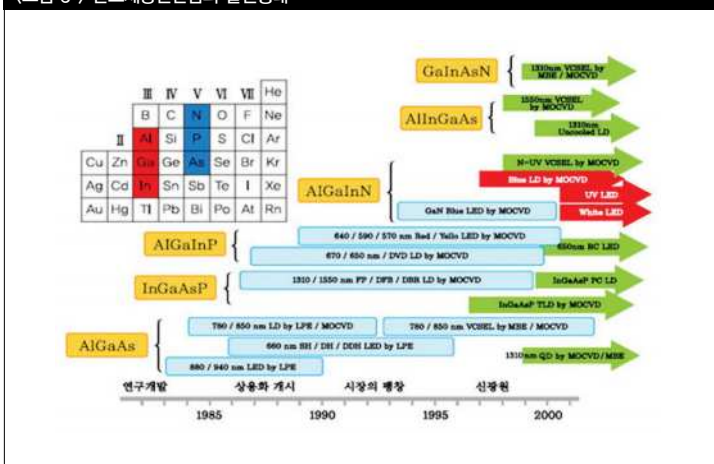 GaInAsN
1310nm VCSEL by
MBE / MOCVD
1550nm VCSEL
by MOCVD
AlInGaAs
1310nm
Uncooled LD
III IV V VI VII He
B C N O F Ne
II Al Si P S Cl Ar
Cu Zn Ga Ge As Se Br Kr
Ag Cd In Sn Sb Te I Xe
Au Hg Tl Pb Bi Po At Rn
N-UV VCSEL by MOCVD
Blue LD by MOCVD
AlGaInN
UV LED
GaN Blue LED by MOCVD
White LED
640 / 590 / 570 nm Red / Yello LED by MOCVD
AlGaInP
650nm RC LED
670 / 650 nm / DVD LD by MOCVD
1310 / 1550 nm FP / DFB / DBR LD by MOCVD
InGaAsP PC LD
InGaAsP
InGaAsP TLD by MOCVD
780 / 850 nm LD by LPE / MOCVD
780 / 850 nm VCSEL by MBE / MOCVD
AlGaAs
660 nm SH / DH / DDH LED by LPE
1310nm QD by MOCVD/MBE
880 / 940 nm LED by LPE
연구개발 상용화 개시 시장의 팽창 신광원
1985 1990 1995 2000